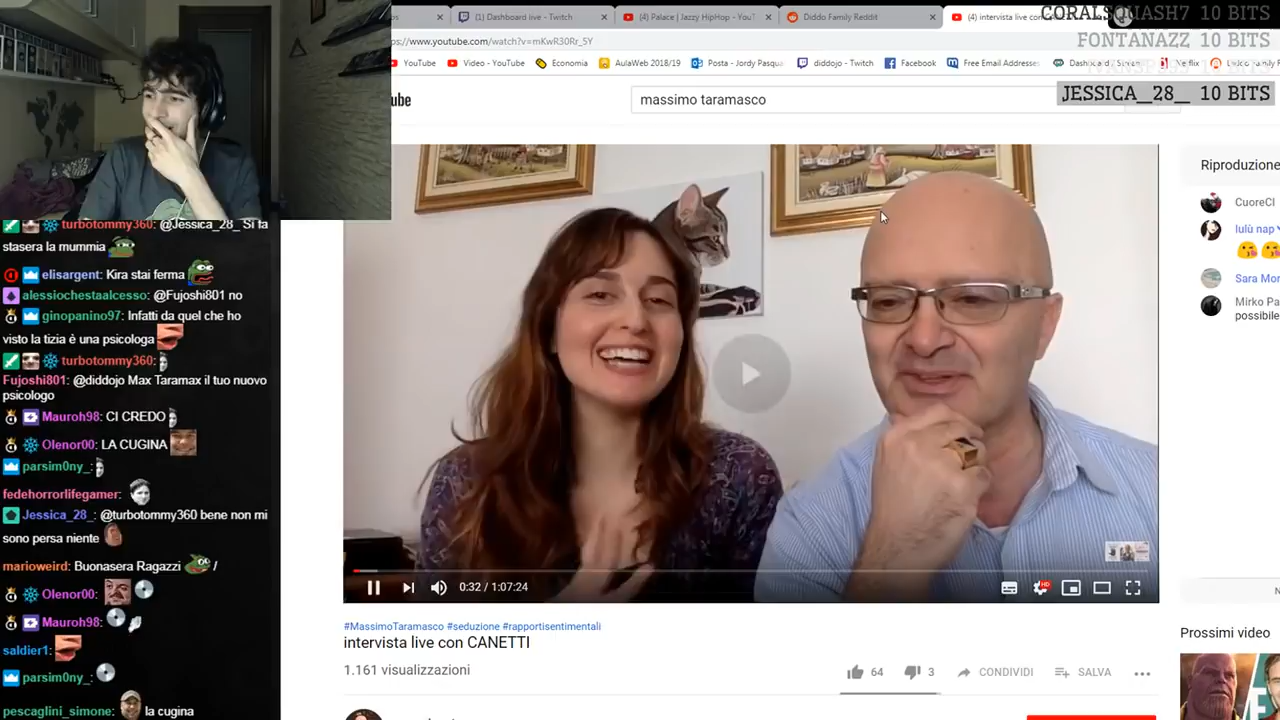 CORALSQUASH7 10 BITS
(1) Dashboard live - Twitch
(4) Palace | Jazzy HipHop - YouT
Diddo Family Reddit
(4) intervista live con
FONTANAZZ 10 BITS
ps://www.youtube.com/watch?v=mKwR30Rr_5Y
YouTube
Video - YouTube
Economia
AulaWeb 2018/19
Posta - Jordy Pasqua
diddojo - Twitch
Facebook
Free Email Addresses
Dashboard
Netflix
JESSICA_28_ 10 BITS
ube
massimo taramasco
Riproduzione
CuoreCl
lulù nap
Sara Mor
Mirko Pa
possibile
turbotommy360: @Jessica_28_ Si fa
stasera la mummia
elisargent: Kira stai ferma
alessiochestaalcesso: @Fujoshi801 no
ginopanino97: Infatti da quel che ho
visto la tizia è una psicologa
turbotommy360:
Fujoshi801: @diddojo Max Taramax il tuo nuovo
psicologo
Mauroh98: CI CREDO
Olenor00: LA CUGINA
parsim0ny_:
fedehorrorlifegamer:
Jessica_28_: @turbotommy360 bene non mi
sono persa niente
marioweird: Buonasera Ragazzi /
Olenor00:
Mauroh98:
saldier1:
parsim0ny_:
pescaglini_simone: la cugina
0:32 / 1:07:24
HD
#MassimoTaramasco #seduzione #rapportisentimentali
intervista live con CANETTI
1.161 visualizzazioni
64
3
CONDIVIDI
SALVA
N
Prossimi video